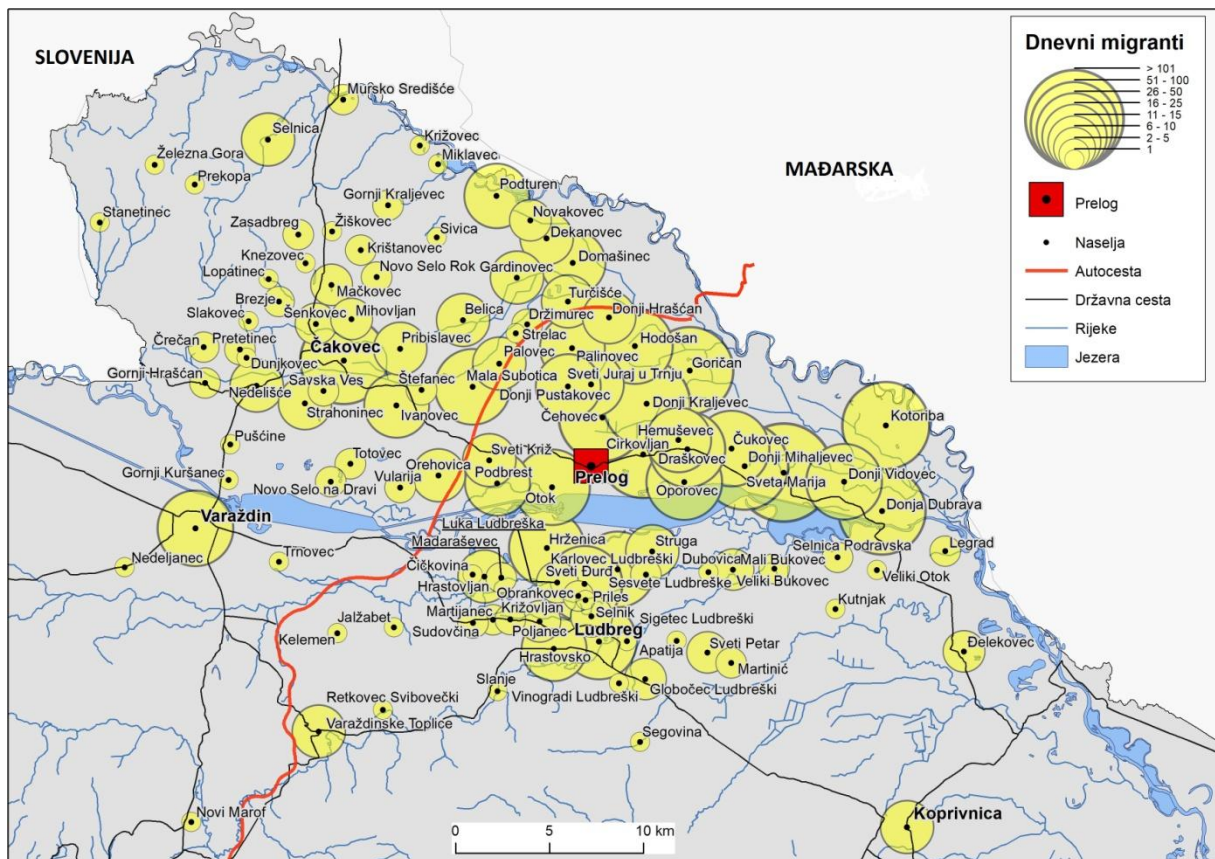 SLOVENIJA
MAĐARSKA
Dnevni migranti
> 101
51 - 100
26 - 50
16 - 25
11 - 15
6 - 10
2 - 5
1
Prelog
Naselja
Autocesta
Državna cesta
Rijeke
Jezera
Mursko Središće
Selnica
Križovec
Železna Gora
Miklavec
Prekopa
Podturen
Gornji Kraljevec
Stanetinec
Zasadbreg
Žiškovec
Novakovec
Sivica
Dekanovec
Krištanovec
Knezovec
Domašinec
Lopatinec
Novo Selo Rok
Gardinovec
Mačkovec
Brezje
Turčišće
Slakovec
Šenkovec
Mihovljan
Belica
Držimurec
Donji Hrašćan
Strelac
Črečan
Pretetinec
Čakovec
Pribislavec
Palovec
Palinovec
Hodošan
Dunjkovec
Gornji Hrašćan
Mala Subotica
Sveti Juraj u Trnju
Goričan
Nedelišće
Savska Ves
Štefanec
Donji Pustakovec
Strahoninec
Ivanovec
Donji Kraljevec
Čehovec
Kotoriba
Pušćine
Hemuševec
Čukovec
Sveti Križ
Cirkovljan
Draškovec
Totovec
Orehovica
Podbrest
Prelog
Donji Mihaljevec
Gornji Kuršanec
Vularija
Donji Vidovec
Novo Selo na Dravi
Oporovec
Sveta Marija
Otok
Donja Dubrava
Varaždin
Luka Ludbreška
Mađaraševec
Hrženica
Struga
Selnica Podravska
Legrad
Nedeljanec
Trnovec
Čičkovina
Karlovec Ludbreški
Dubovica
Mali Bukovec
Sveti Đurđ
Hrastovljan
Sesvete Ludbreške
Veliki Bukovec
Veliki Otok
Obrankovec
Priles
Martijanec
Križovljan
Selnik
Kutnjak
Jalžabet
Sudovčina
Poljanec
Sigetec Ludbreški
Kelemen
Ludbreg
Hrastovsko
Apatija
Sveti Petar
Đelekovec
Martinić
Slanje
Vinogradi Ludbreški
Globočec Ludbreški
Retkovec Svibovečki
Varaždinske Toplice
Segovina
Novi Marof
Koprivnica
0 5 10 km